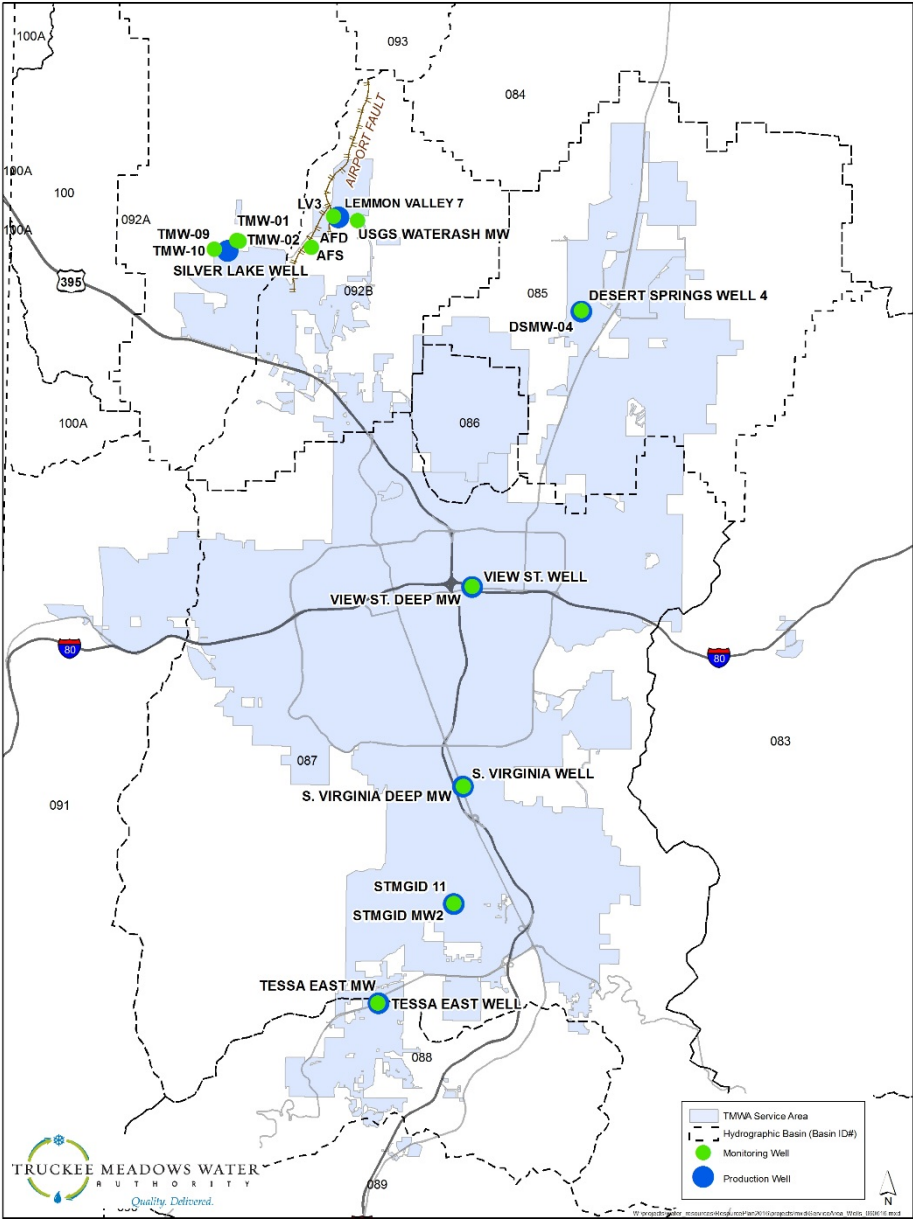 100A
093
084
AIRPORT FAULT
100A
100
LV3
LEMMON VALLEY 7
092A
TMW-01
100A
TMW-09
TMW-02
AFD
USGS WATERASH MW
TMW-10
AFS
SILVER LAKE WELL
395
092B
085
DESERT SPRINGS WELL 4
DSMW-04
100A
086
VIEW ST. WELL
VIEW ST. DEEP MW
80
80
083
087
S. VIRGINIA WELL
S. VIRGINIA DEEP MW
091
STMGID 11
STMGID MW2
TESSA EAST MW
TESSA EAST WELL
088
TMWA Service Area
Hydrographic Basin (Basin ID#)
Monitoring Well
Production Well
N
TRUCKEE MEADOWS WATER
AUTHORITY
Quality. Delivered.
089